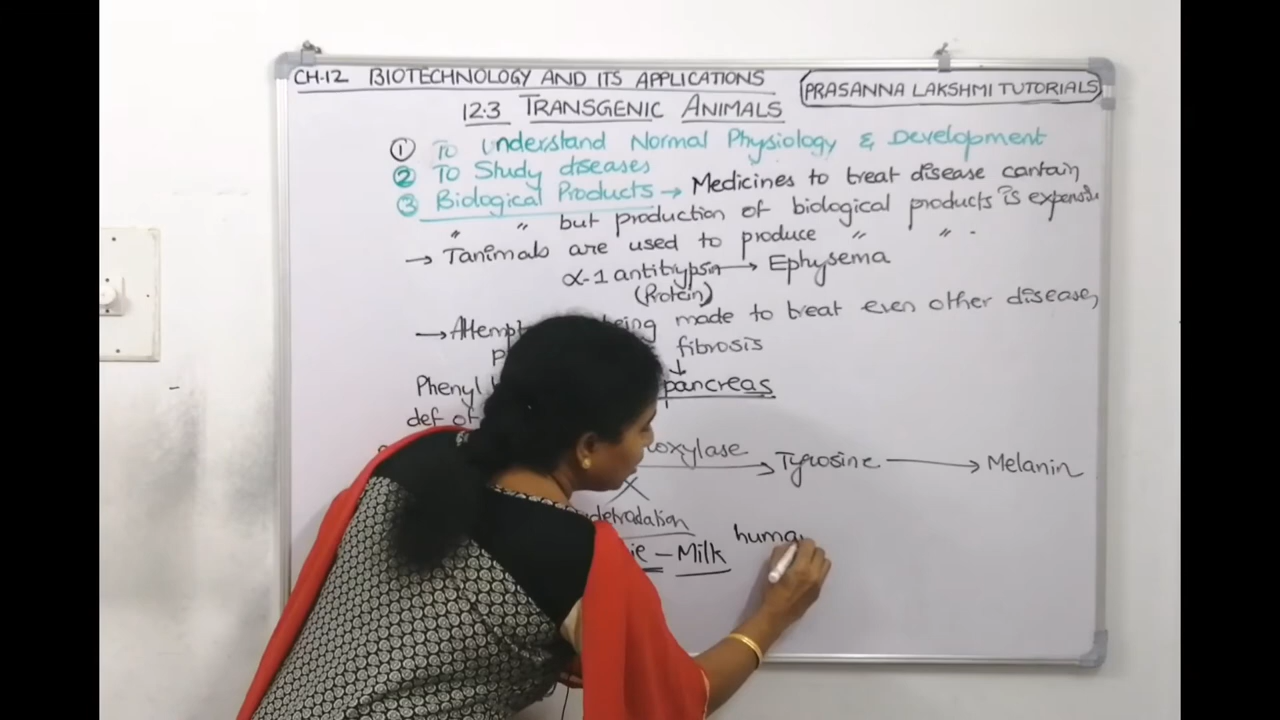 CH-12 BIOTECHNOLOGY AND ITS APPLICATIONS
PRASANNA LAKSHMI TUTORIALS
12.3 TRANSGENIC ANIMALS
① To Understand Normal Physiology & Development
② To Study diseases
③ Biological Products → Medicines to treat disease contain
" " but production of biological products is expensive
→ Tanimals are used to produce " " .
α-1 antitrypsin → Ephysema
(Protein)
→ Attempt being made to treat even other diseases
fibrosis
Phenyl pancreas
def of
oxylase → Tyrosine → Melanin
– Milk huma